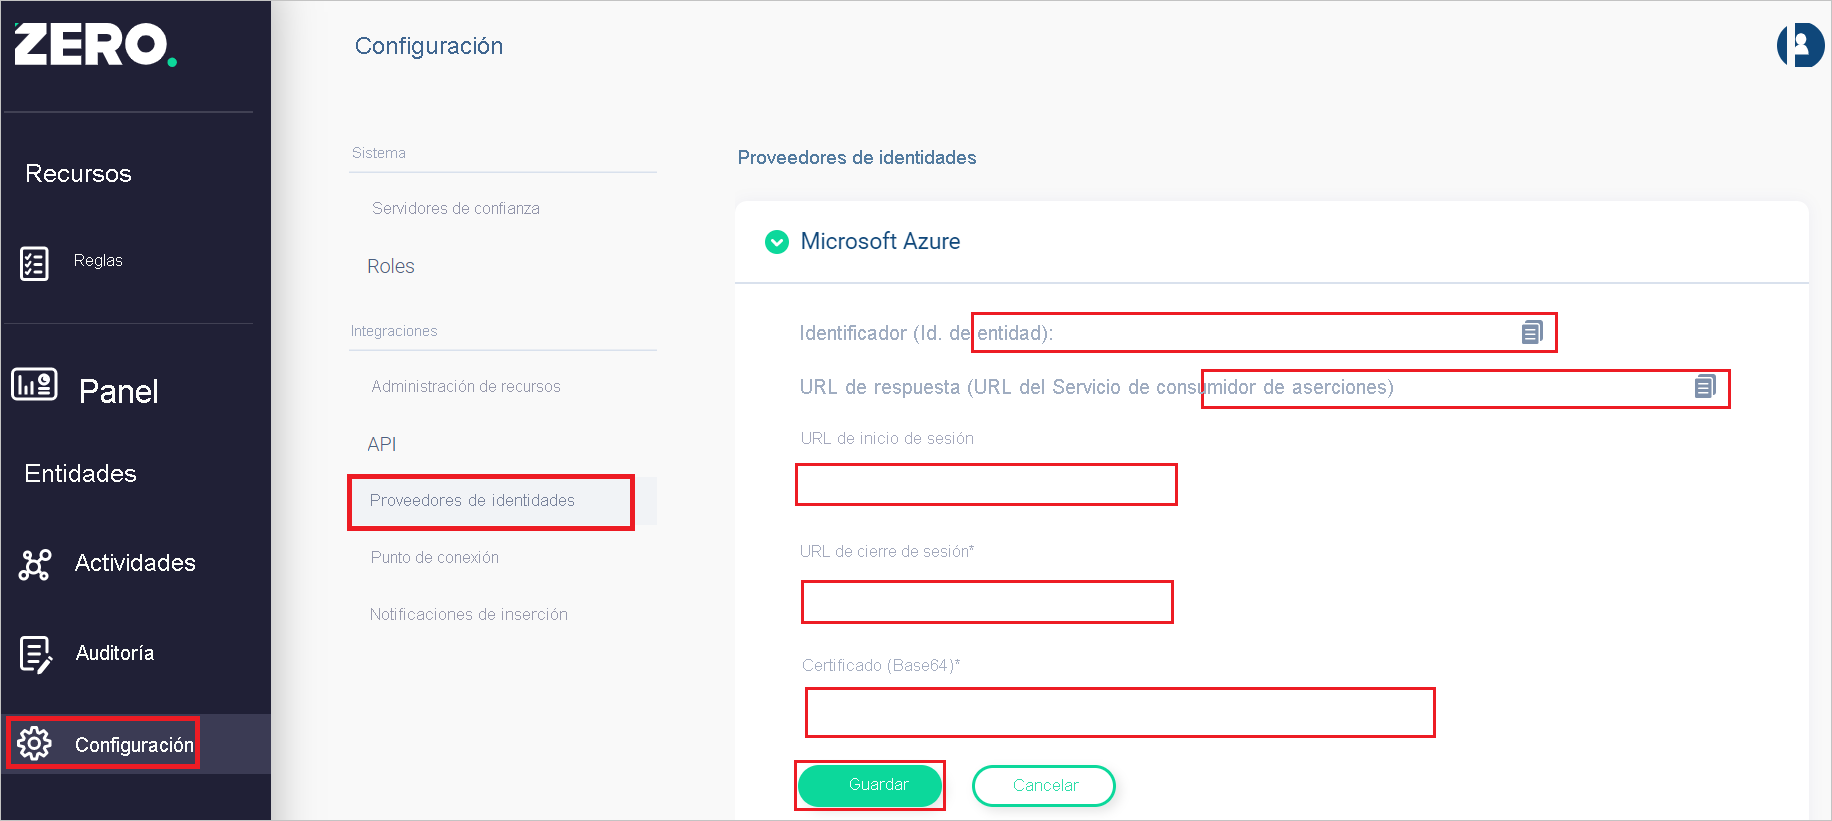 ZERO.
Recursos
Reglas
Panel
Entidades
Actividades
Auditoría
Configuración
Configuración
Sistema
Servidores de confianza
Roles
Integraciones
Administración de recursos
API
Proveedores de identidades
Punto de conexión
Notificaciones de inserción
Proveedores de identidades
Microsoft Azure
Identificador (Id. de entidad):
URL de respuesta (URL del Servicio de consumidor de aserciones)
URL de inicio de sesión
URL de cierre de sesión*
Certificado (Base64)*
Guardar
Cancelar